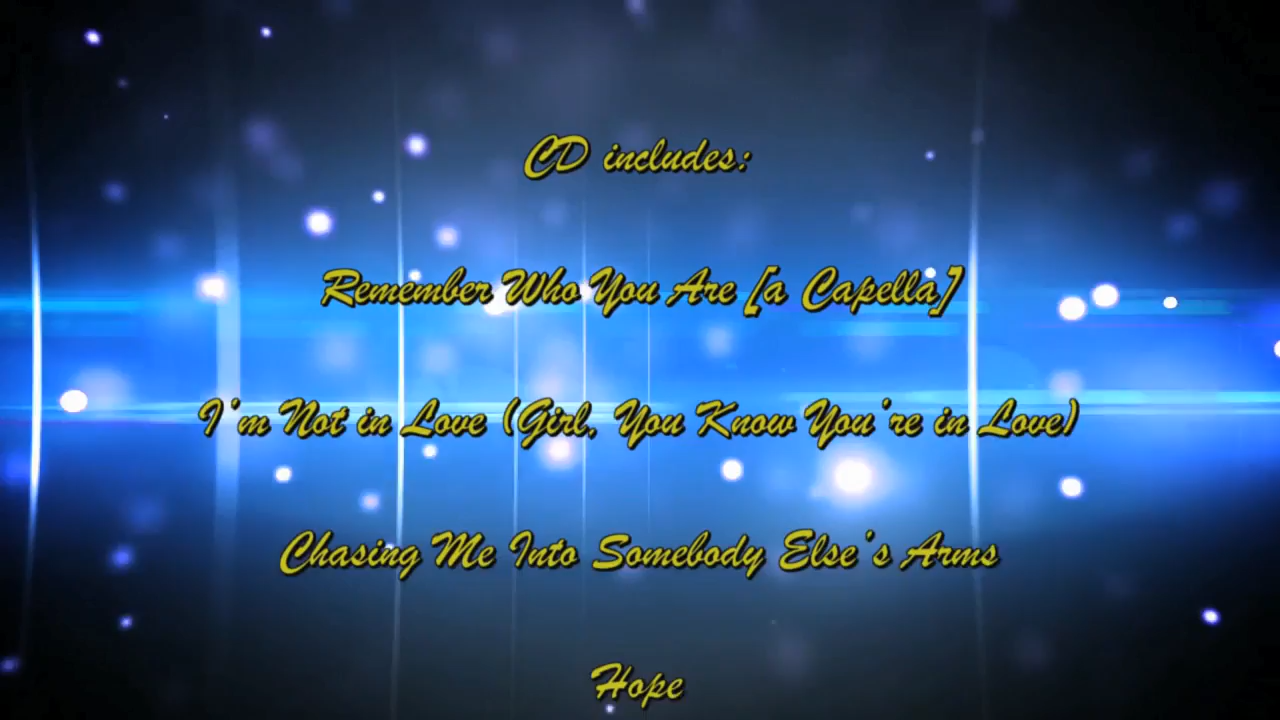 CD includes:
Remember Who You Are [a Capella]
I'm Not in Love (Girl, You Know You're in Love)
Chasing Me Into Somebody Else's Arms
Hope